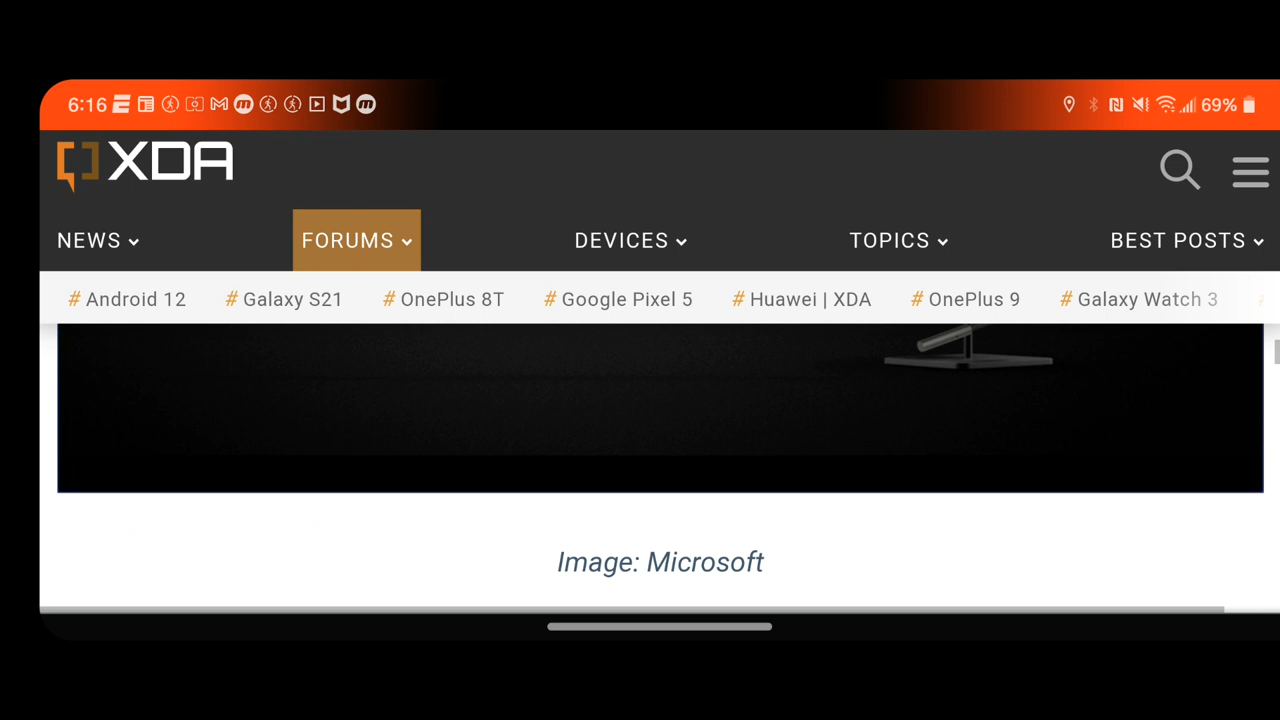 6:16 69%
XDA
NEWS FORUMS DEVICES TOPICS BEST POSTS
# Android 12 # Galaxy S21 # OnePlus 8T # Google Pixel 5 # Huawei | XDA # OnePlus 9 # Galaxy Watch 3 #
Image: Microsoft